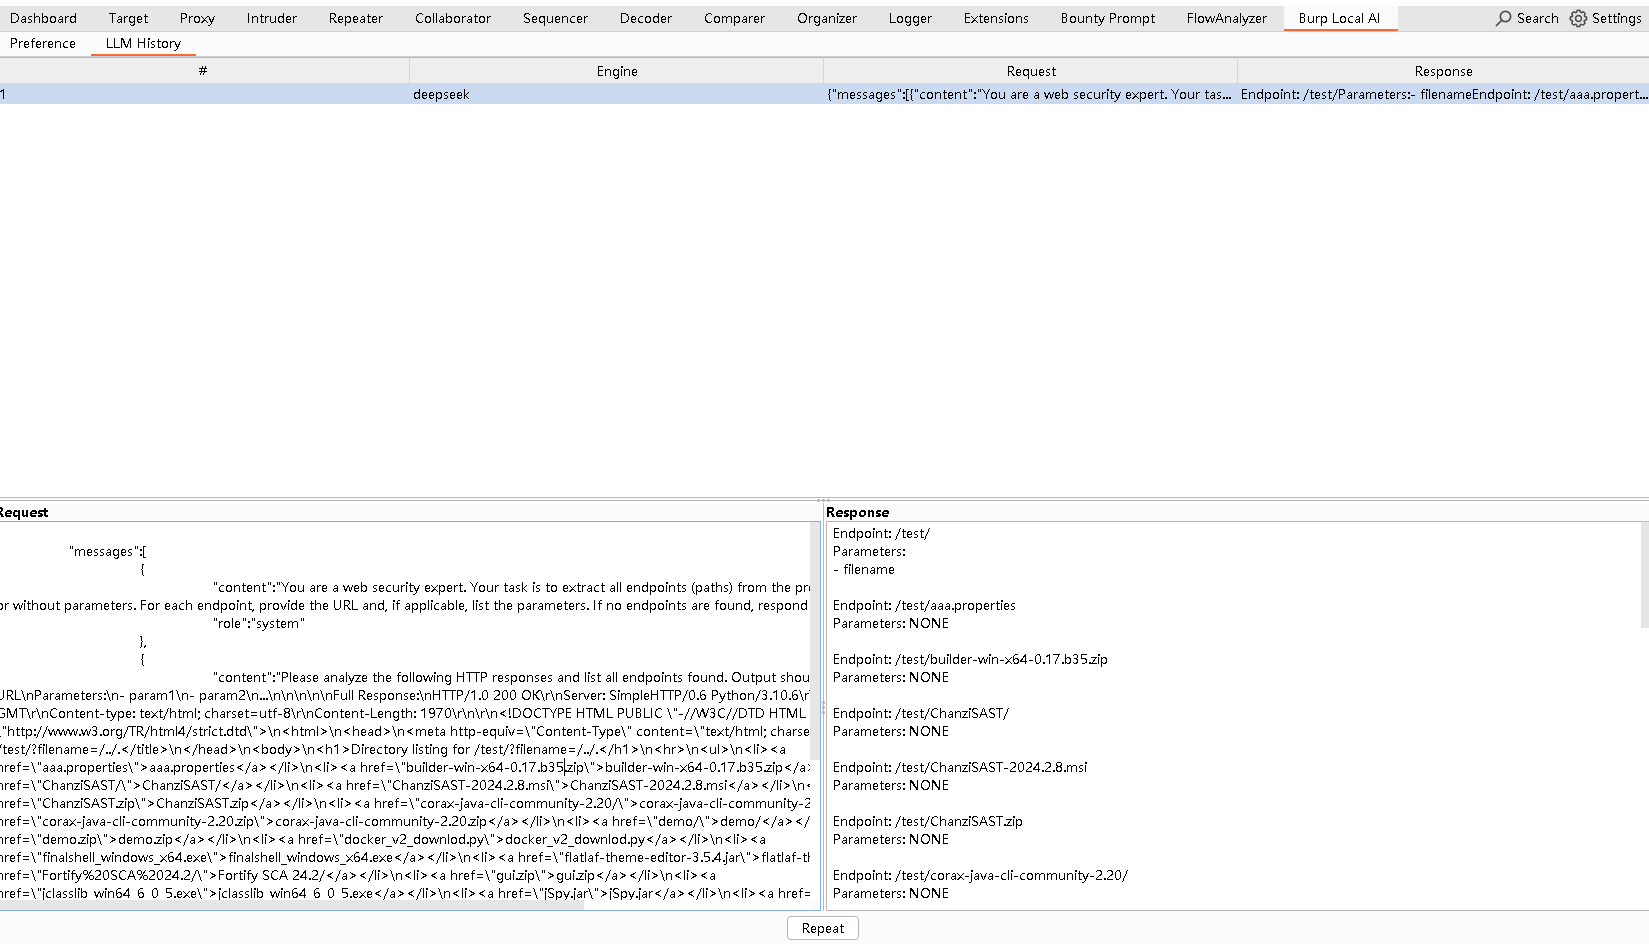 Dashboard Target Proxy Intruder Repeater Collaborator Sequencer Decoder Comparer Organizer Logger Extensions Bounty Prompt FlowAnalyzer Burp Local AI Search Settings
Preference LLM History
# Engine Request Response
1 deepseek {"messages":[{"content":"You are a web security expert. Your tas... Endpoint: /test/Parameters:- filenameEndpoint: /test/aaa.propert...
Request
"messages":[
{
"content":"You are a web security expert. Your task is to extract all endpoints (paths) from the pr
or without parameters. For each endpoint, provide the URL and, if applicable, list the parameters. If no endpoints are found, respond
"role":"system"
},
{
"content":"Please analyze the following HTTP responses and list all endpoints found. Output shou
URL\nParameters:\n- param1\n- param2\n...\n\n\n\n\nFull Response:\nHTTP/1.0 200 OK\r\nServer: SimpleHTTP/0.6 Python/3.10.6\r
GMT\r\nContent-type: text/html; charset=utf-8\r\nContent-Length: 1970\r\n\r\n<!DOCTYPE HTML PUBLIC \"-//W3C//DTD HTML
\"http://www.w3.org/TR/html4/strict.dtd\">\n<html>\n<head>\n<meta http-equiv=\"Content-Type\" content=\"text/html; charse
/test/?filename=/../.</title>\n</head>\n<body>\n<h1>Directory listing for /test/?filename=/../.</h1>\n<hr>\n<ul>\n<li><a
href=\"aaa.properties\">aaa.properties</a></li>\n<li><a href=\"builder-win-x64-0.17.b35.zip\">builder-win-x64-0.17.b35.zip</a>
href=\"ChanziSAST/\">ChanziSAST/</a></li>\n<li><a href=\"ChanziSAST-2024.2.8.msi\">ChanziSAST-2024.2.8.msi</a></li>\n<
href=\"ChanziSAST.zip\">ChanziSAST.zip</a></li>\n<li><a href=\"corax-java-cli-community-2.20/\">corax-java-cli-community-2
href=\"corax-java-cli-community-2.20.zip\">corax-java-cli-community-2.20.zip</a></li>\n<li><a href=\"demo/\">demo/</a></
href=\"demo.zip\">demo.zip</a></li>\n<li><a href=\"docker_v2_downlod.py\">docker_v2_downlod.py</a></li>\n<li><a
href=\"finalshell_windows_x64.exe\">finalshell_windows_x64.exe</a></li>\n<li><a href=\"flatlaf-theme-editor-3.5.4.jar\">flatlaf-th
href=\"Fortify%20SCA%2024.2/\">Fortify SCA 24.2/</a></li>\n<li><a href=\"gui.zip\">gui.zip</a></li>\n<li><a
href=\"jclasslib_win64_6_0_5.exe\">jclasslib_win64_6_0_5.exe</a></li>\n<li><a href=\"jSpy.jar\">jSpy.jar</a></li>\n<li><a href=
Response
Endpoint: /test/
Parameters:
- filename
Endpoint: /test/aaa.properties
Parameters: NONE
Endpoint: /test/builder-win-x64-0.17.b35.zip
Parameters: NONE
Endpoint: /test/ChanziSAST/
Parameters: NONE
Endpoint: /test/ChanziSAST-2024.2.8.msi
Parameters: NONE
Endpoint: /test/ChanziSAST.zip
Parameters: NONE
Endpoint: /test/corax-java-cli-community-2.20/
Parameters: NONE
Repeat